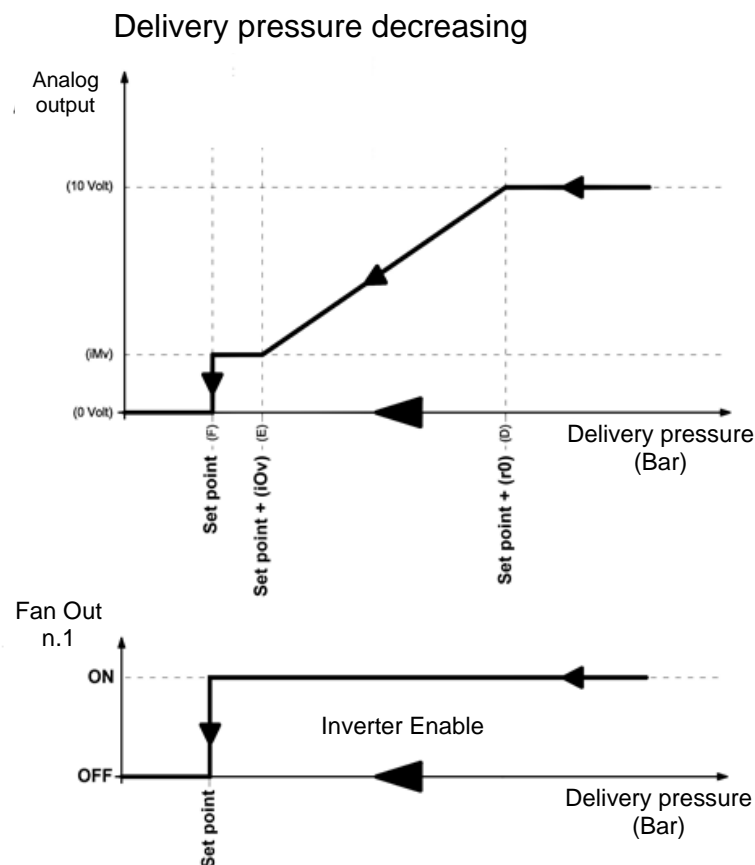 Delivery pressure decreasing
Analog
output
(10 Volt)
(iMv)
(0 Volt)
Set point - (F)
Set point + (iOv) - (E)
Set point + (r0) - (D)
Delivery pressure
(Bar)
Fan Out
n.1
ON
Inverter Enable
OFF
Set point
Delivery pressure
(Bar)